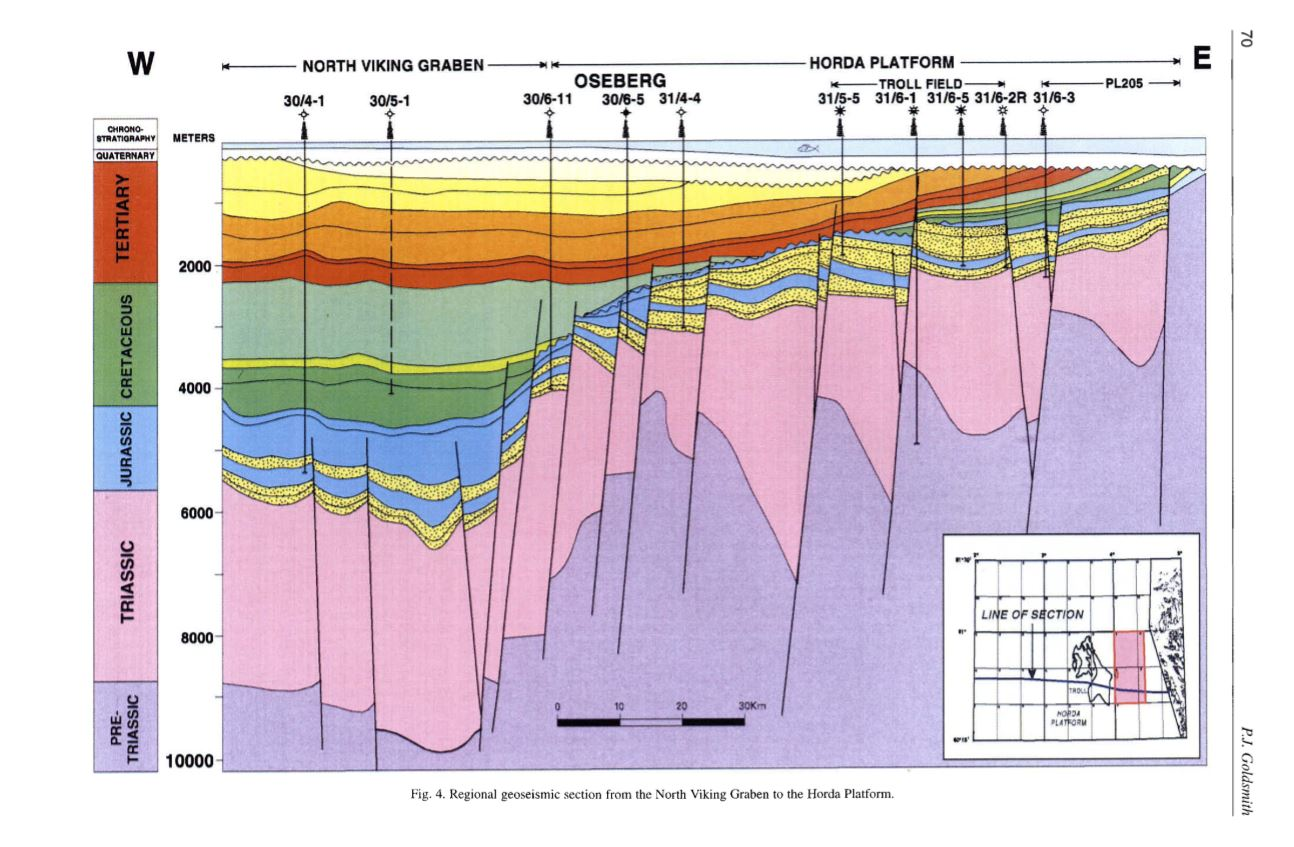 70
W
NORTH VIKING GRABEN
HORDA PLATFORM
E
OSEBERG
TROLL FIELD
PL205
30/4-1
30/5-1
30/6-11
30/6-5
31/4-4
31/5-5
31/6-1
31/6-5
31/6-2R
31/6-3
CHRONO-
STRATIGRAPHY
METERS
QUATERNARY
TERTIARY
CRETACEOUS
JURASSIC
TRIASSIC
PRE-
TRIASSIC
2000
4000
6000
8000
10000
0
10
20
30Km
LINE OF SECTION
TROLL
HORDA
PLATFORM
Fig. 4. Regional geoseismic section from the North Viking Graben to the Horda Platform.
P.J. Goldsmith